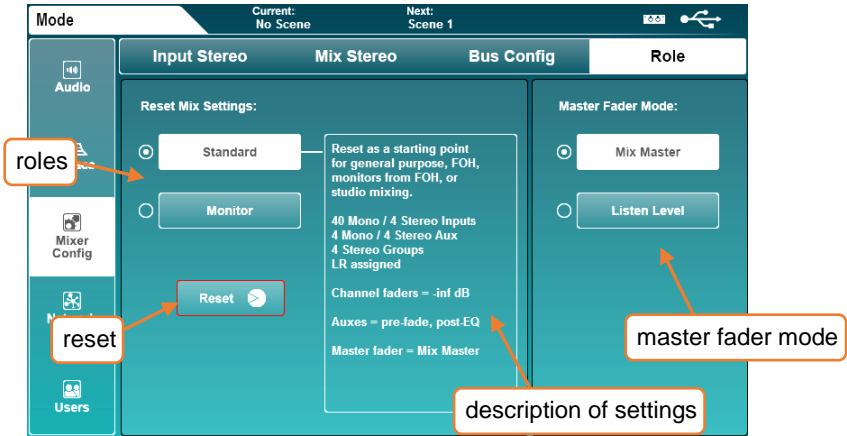 Mode
Current:
No Scene
Next:
Scene 1
Input Stereo
Mix Stereo
Bus Config
Role
Audio
Mixer
Config
Users
Reset Mix Settings:
Standard
Monitor
Reset
Reset as a starting point
for general purpose, FOH,
monitors from FOH, or
studio mixing.
40 Mono / 4 Stereo Inputs
4 Mono / 4 Stereo Aux
4 Stereo Groups
LR assigned
Channel faders = -inf dB
Auxes = pre-fade, post-EQ
Master fader = Mix Master
Master Fader Mode:
Mix Master
Listen Level
roles
reset
master fader mode
description of settings